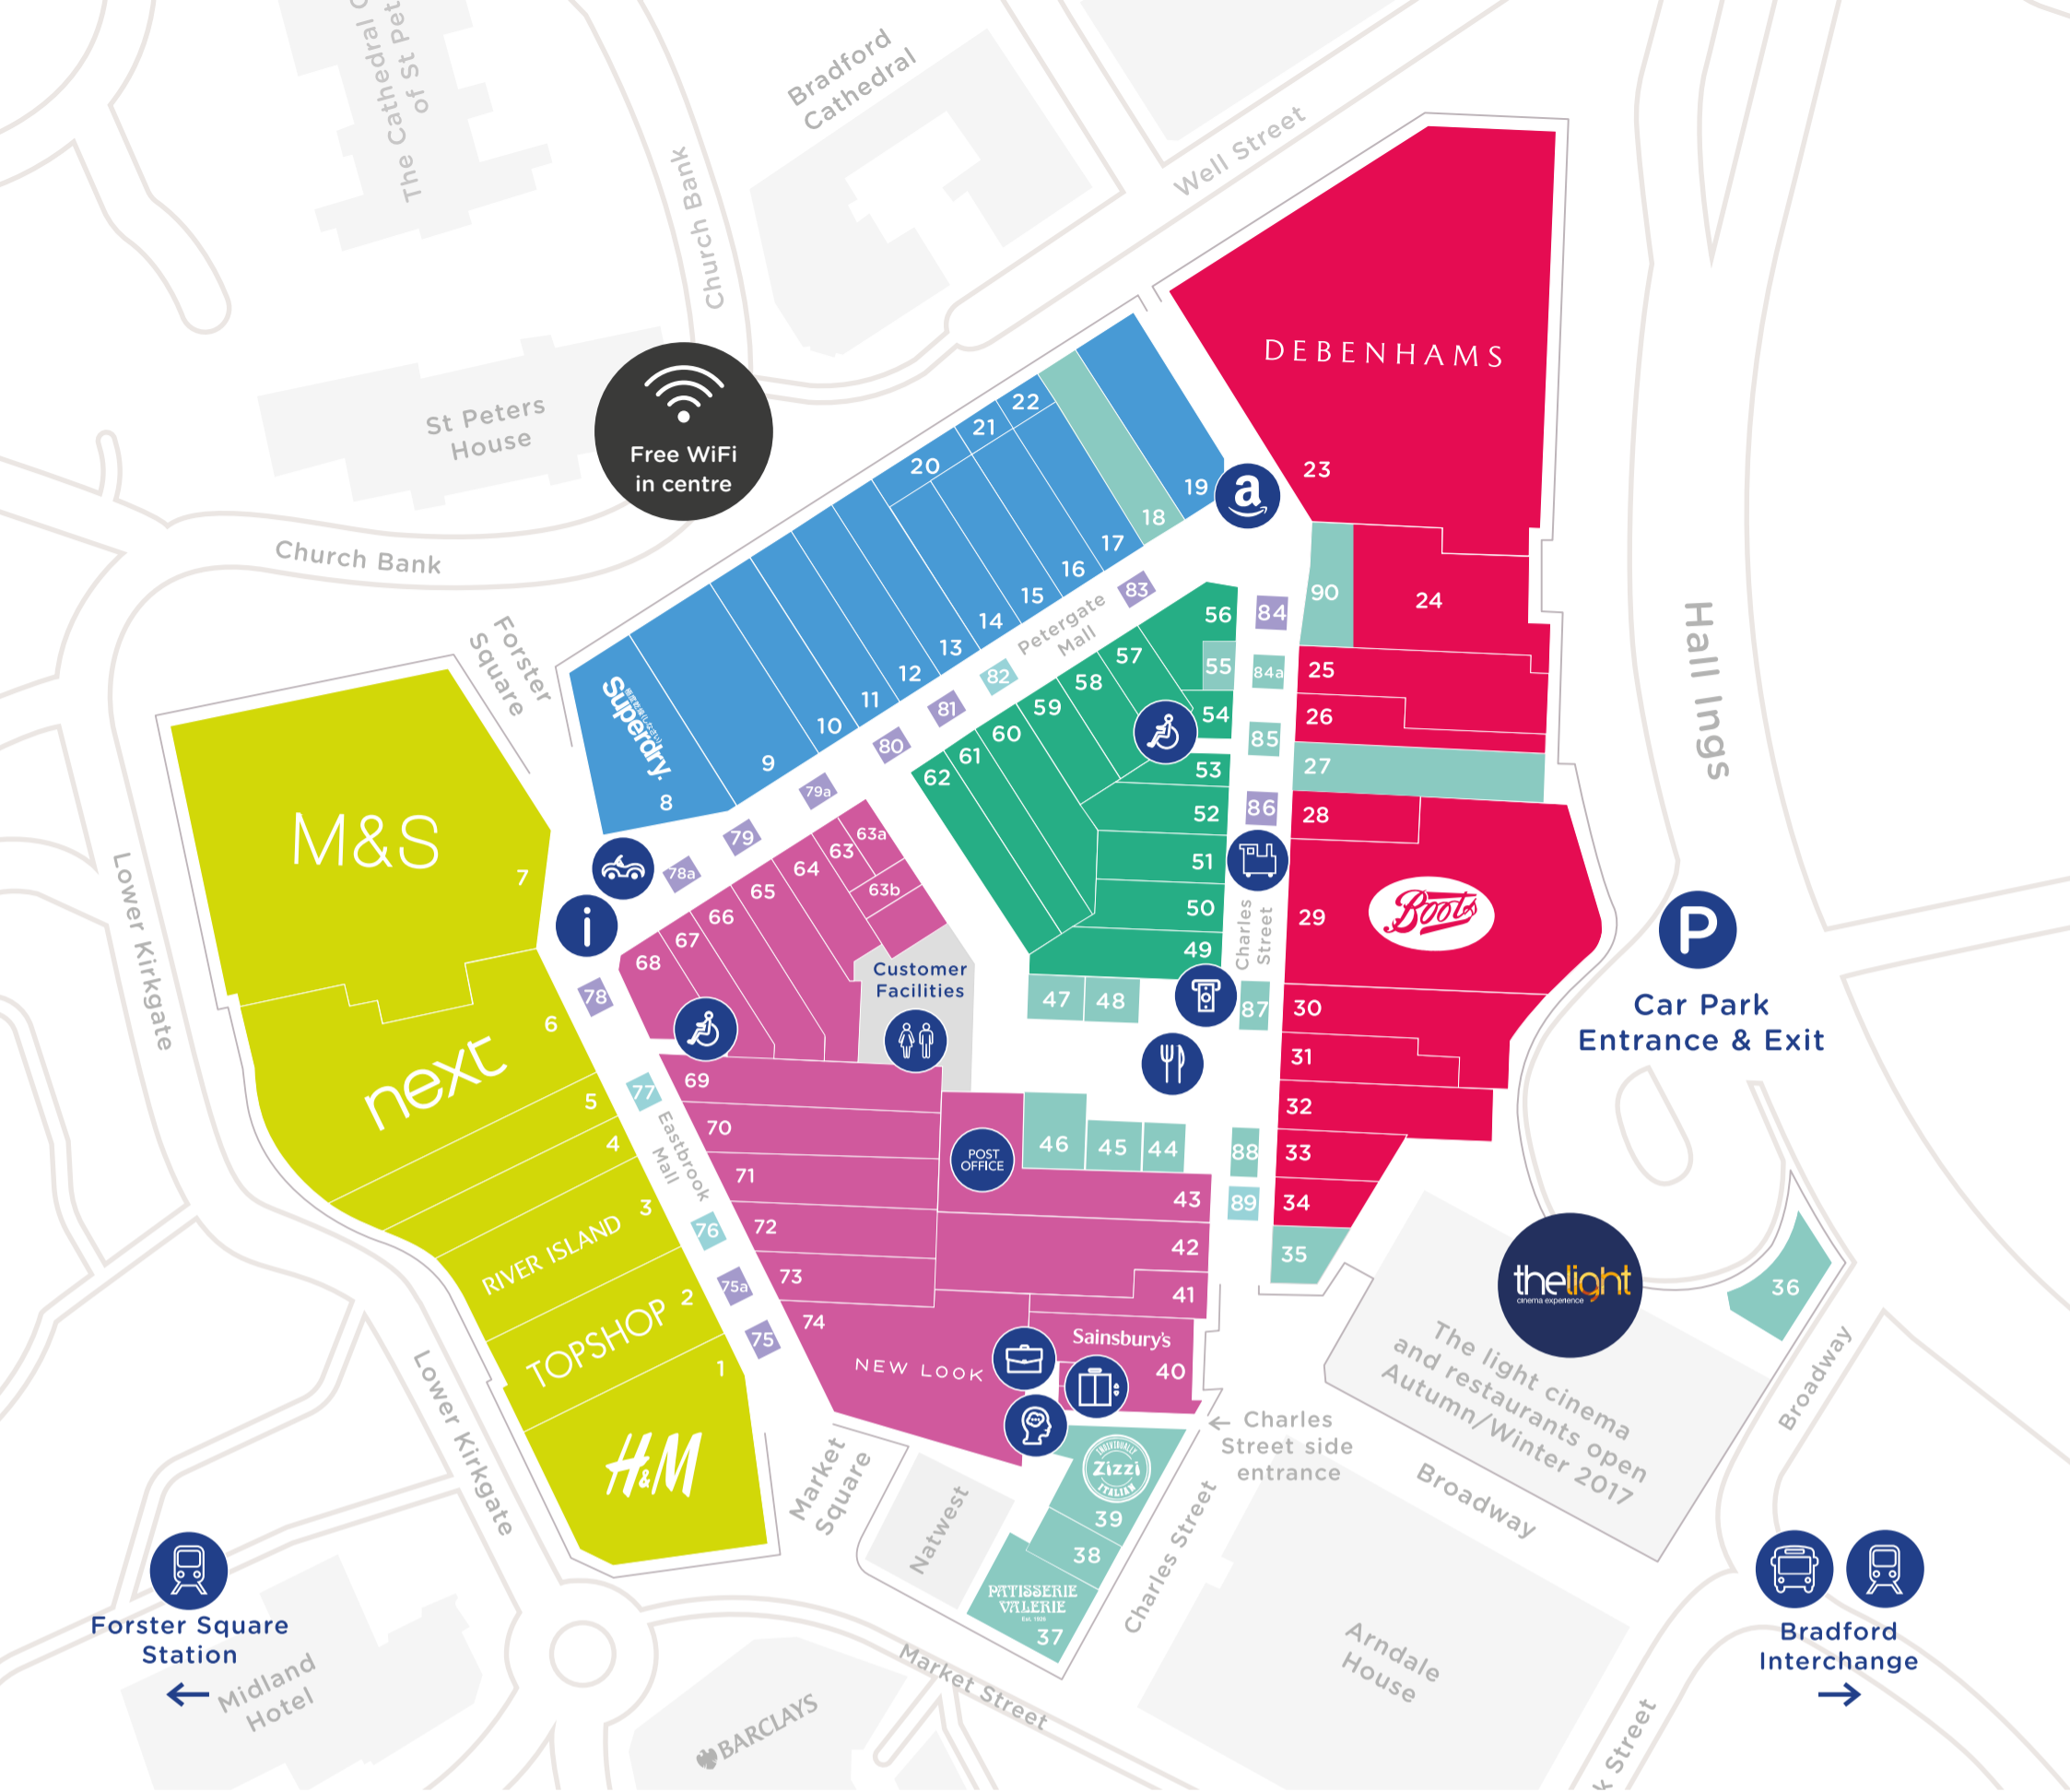 The Cathedral
of St Pet
Bradford
Cathedral
Church Bank
Well Street
St Peters
House
Free WiFi
in centre
Church Bank
Forster
Square
DEBENHAMS
23
22
21
20
19
18
17
16
15
14
13
12
11
10
9
Superdry.
8
a
Petergate
Mall
83
82
81
80
79a
79
78a
84
84a
85
86
90
24
25
26
27
28
29
Boots
30
31
32
33
34
35
Hall Ings
56
55
54
57
58
59
60
61
62
53
52
51
50
49
47
48
Charles
Street
87
88
89
M&S
7
i
78
next
6
5
4
3
RIVER ISLAND
2
TOPSHOP
1
H&M
Lower Kirkgate
63a
63
63b
64
65
66
67
68
Customer
Facilities
69
70
71
72
73
74
NEW LOOK
77
Eastbrook
Mall
76
75a
75
POST
OFFICE
46
45
44
43
42
41
Sainsbury's
40
P
Car Park
Entrance & Exit
thelight
cinema experience
The light cinema
and restaurants open
Autumn/Winter 2017
36
Broadway
Broadway
← Charles
Street side
entrance
INDIVIDUALLY
Zizzi
ITALIAN
39
38
PATISSERIE
VALERIE
37
Charles Street
Market
Square
Natwest
Lower Kirkgate
Forster Square
Station
←
Midland
Hotel
BARCLAYS
Market Street
Arndale
House
Bradford
Interchange
→
k Street